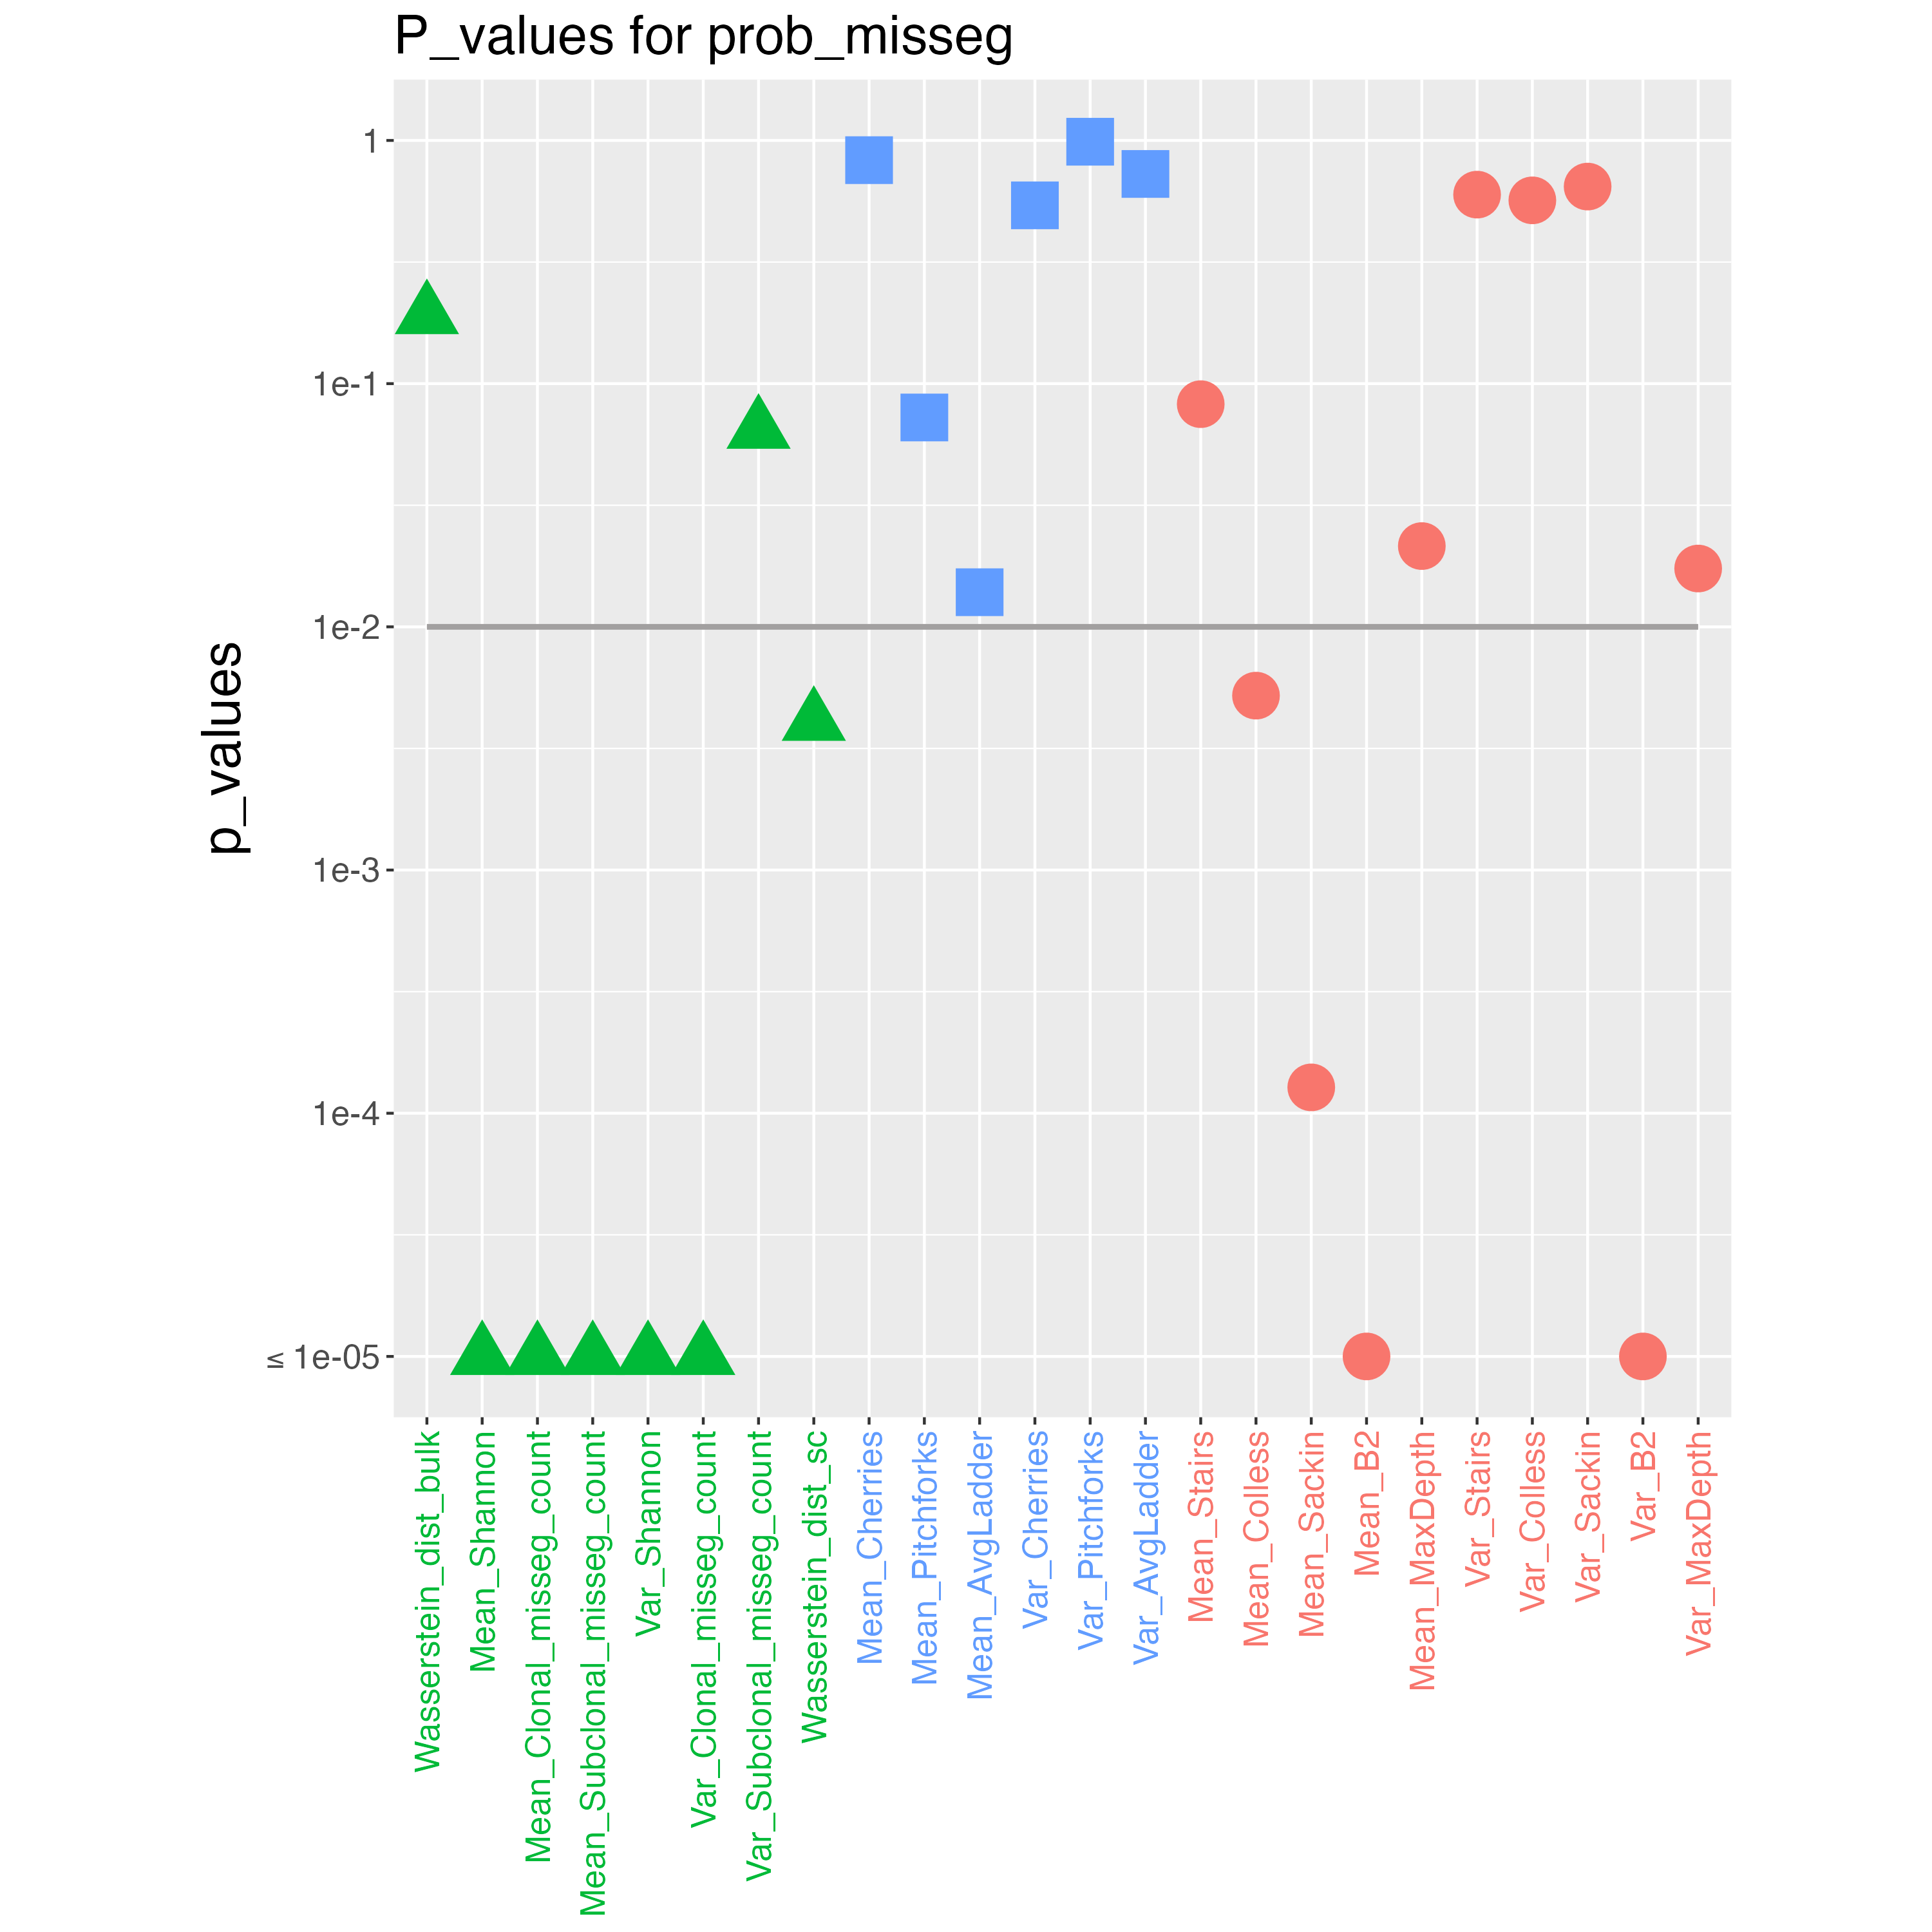 P_values for prob_misseg
p_values
1
1e-1
1e-2
1e-3
1e-4
≤ 1e-05
Wasserstein_dist_bulk
Mean_Shannon
Mean_Clonal_misseg_count
Mean_Subclonal_misseg_count
Var_Shannon
Var_Clonal_misseg_count
Var_Subclonal_misseg_count
Wasserstein_dist_sc
Mean_Cherries
Mean_Pitchforks
Mean_AvgLadder
Var_Cherries
Var_Pitchforks
Var_AvgLadder
Mean_Stairs
Mean_Colless
Mean_Sackin
Mean_B2
Mean_MaxDepth
Var_Stairs
Var_Colless
Var_Sackin
Var_B2
Var_MaxDepth